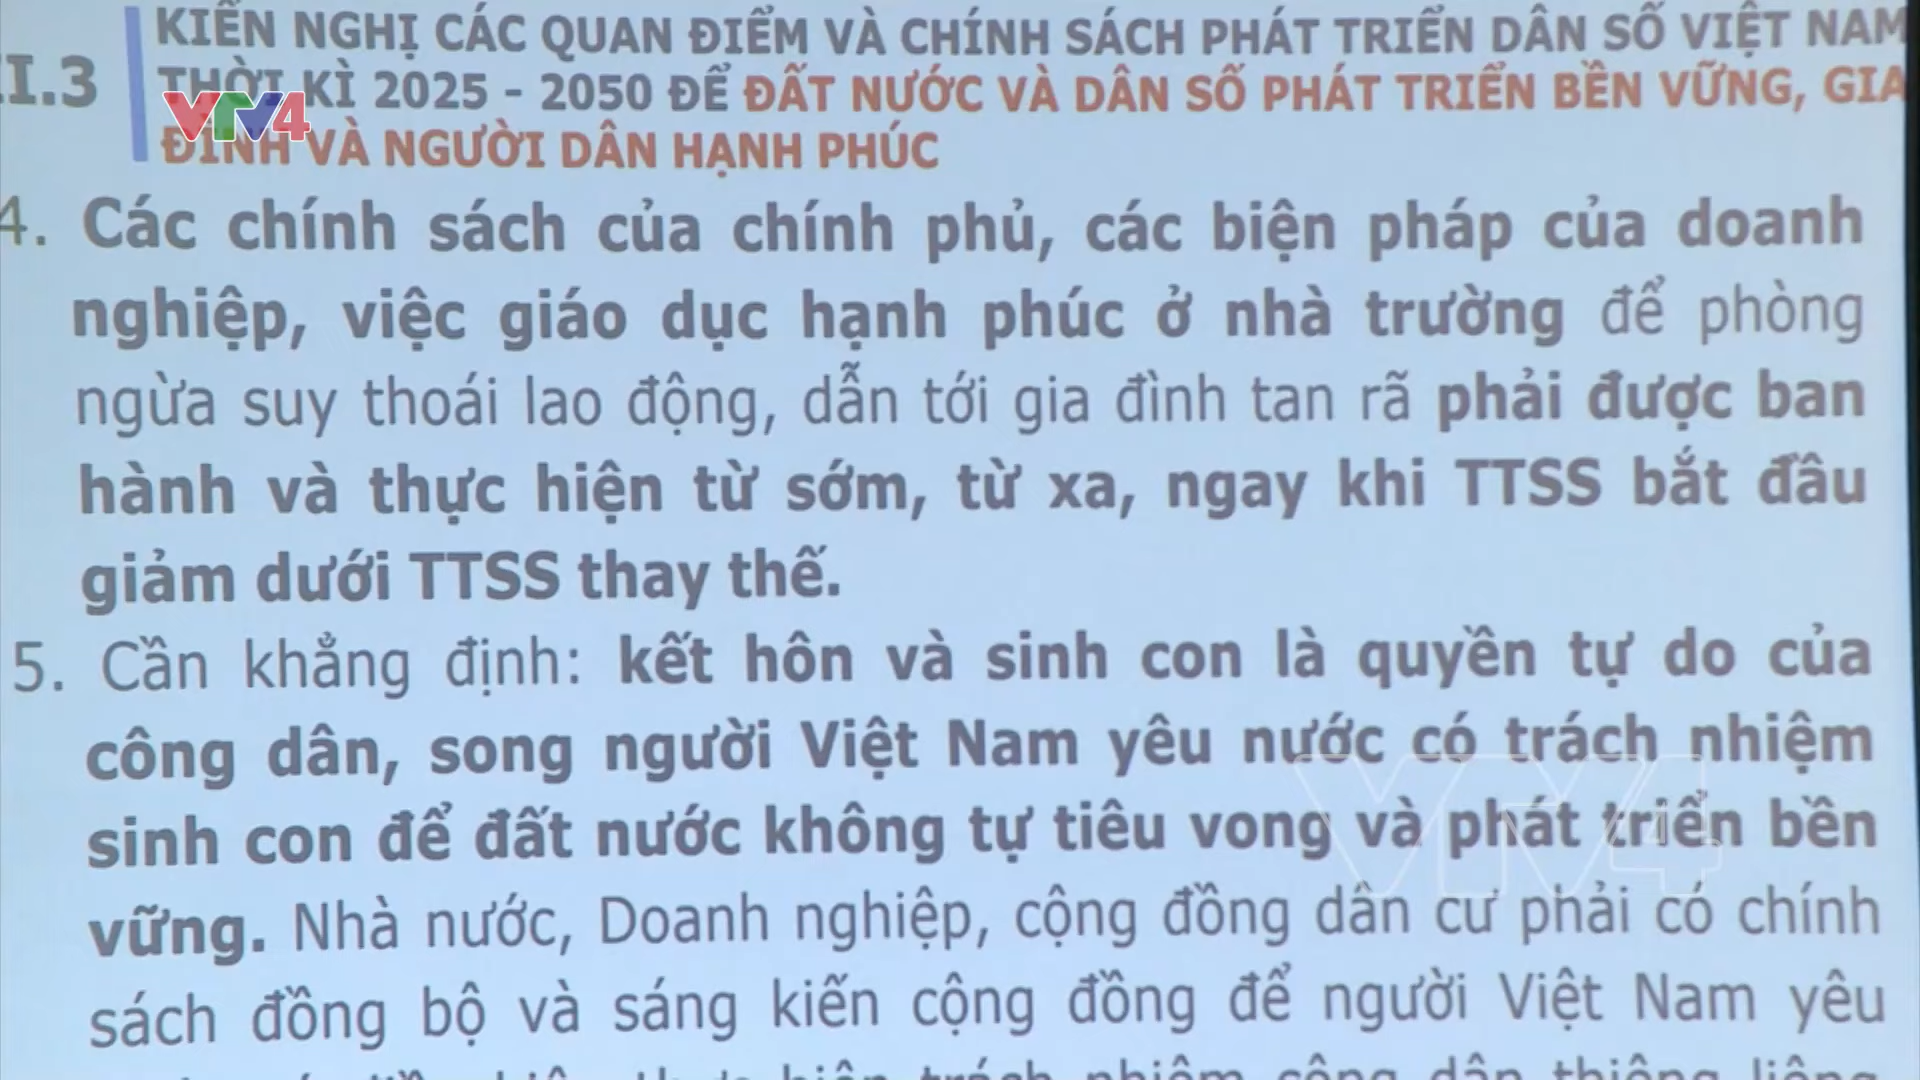 I.3
KIẾN NGHỊ CÁC QUAN ĐIỂM VÀ CHÍNH SÁCH PHÁT TRIỂN DÂN SỐ VIỆT NAM
THỜI KÌ 2025 - 2050 ĐỂ ĐẤT NƯỚC VÀ DÂN SỐ PHÁT TRIỂN BỀN VỮNG, GIA
ĐÌNH VÀ NGƯỜI DÂN HẠNH PHÚC
VTV4
4. Các chính sách của chính phủ, các biện pháp của doanh
nghiệp, việc giáo dục hạnh phúc ở nhà trường để phòng
ngừa suy thoái lao động, dẫn tới gia đình tan rã phải được ban
hành và thực hiện từ sớm, từ xa, ngay khi TTSS bắt đầu
giảm dưới TTSS thay thế.
5. Cần khẳng định: kết hôn và sinh con là quyền tự do của
công dân, song người Việt Nam yêu nước có trách nhiệm
sinh con để đất nước không tự tiêu vong và phát triển bền
vững. Nhà nước, Doanh nghiệp, cộng đồng dân cư phải có chính
sách đồng bộ và sáng kiến cộng đồng để người Việt Nam yêu
VTV4